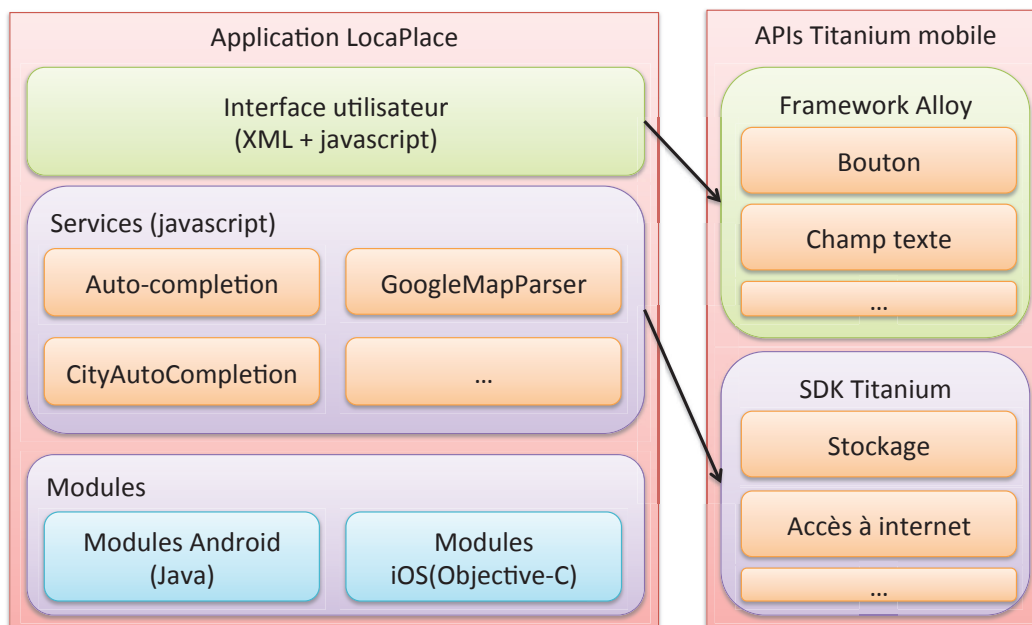 Application LocaPlace
Interface utilisateur
(XML + javascript)
Services (javascript)
Auto-completion
GoogleMapParser
CityAutoCompletion
...
Modules
Modules Android
(Java)
Modules
iOS(Objective-C)
APIs Titanium mobile
Framework Alloy
Bouton
Champ texte
...
SDK Titanium
Stockage
Accès à internet
...